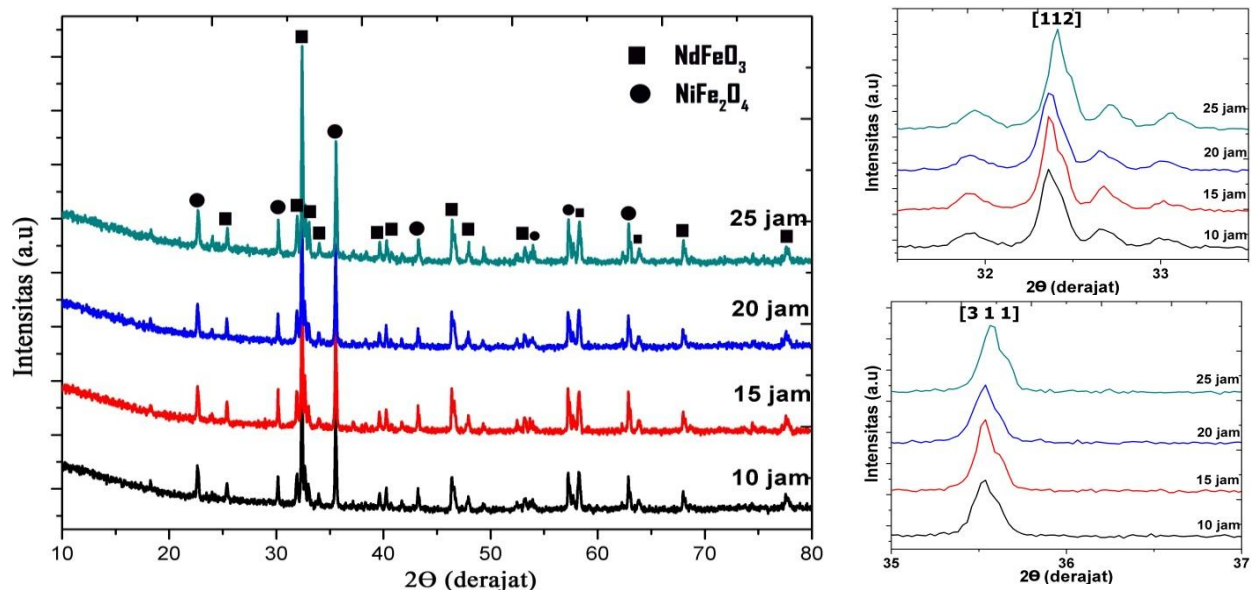 Intensitas (a.u)
NdFeO₃
NiFe₂O₄
25 jam
20 jam
15 jam
10 jam
10 20 30 40 50 60 70 80
2Θ (derajat)
[112]
Intensitas (a.u)
25 jam
20 jam
15 jam
10 jam
32 33
2Θ (derajat)
[3 1 1]
Intensitas (a.u)
25 jam
20 jam
15 jam
10 jam
35 36 37
2Θ (derajat)